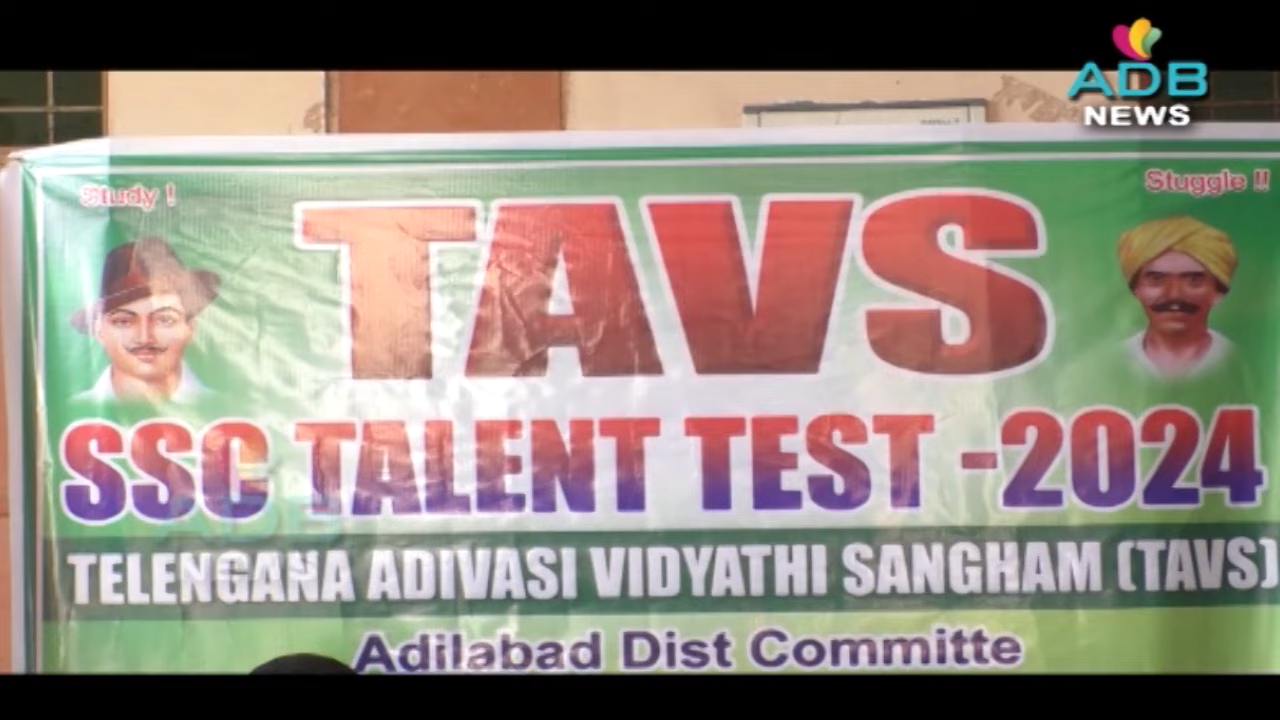 ADB
NEWS
Study !
Stuggle !!
TAVS
SSC TALENT TEST -2024
TELENGANA ADIVASI VIDYATHI SANGHAM (TAVS)
Adilabad Dist Committe